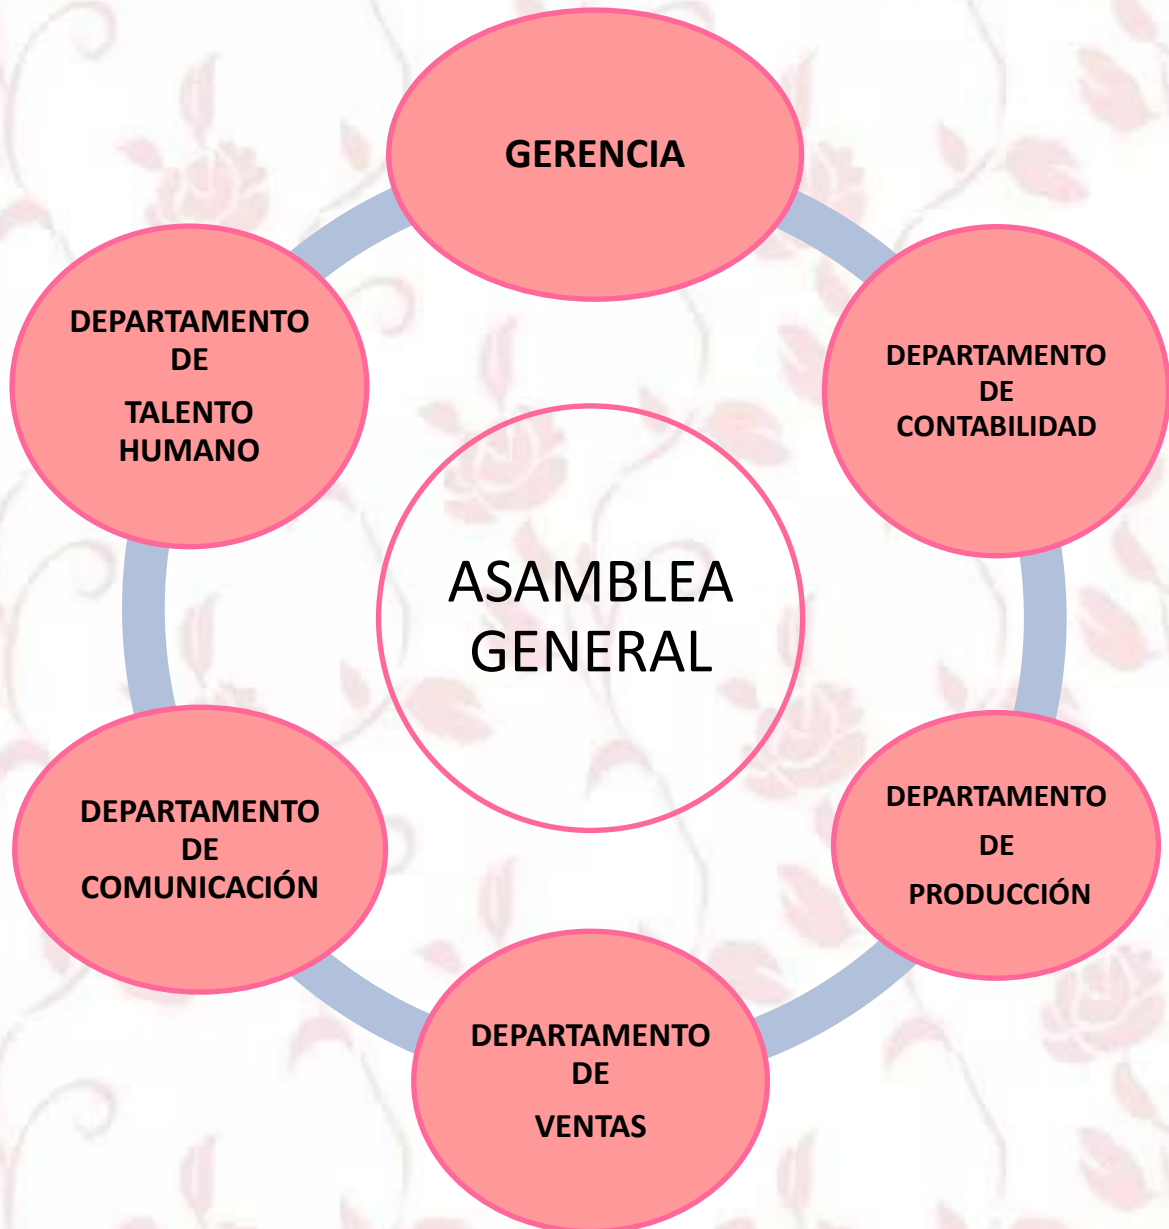 GERENCIA
DEPARTAMENTO
DE
CONTABILIDAD
DEPARTAMENTO
DE
PRODUCCIÓN
DEPARTAMENTO
DE
VENTAS
DEPARTAMENTO
DE
COMUNICACIÓN
DEPARTAMENTO
DE
TALENTO
HUMANO
ASAMBLEA
GENERAL